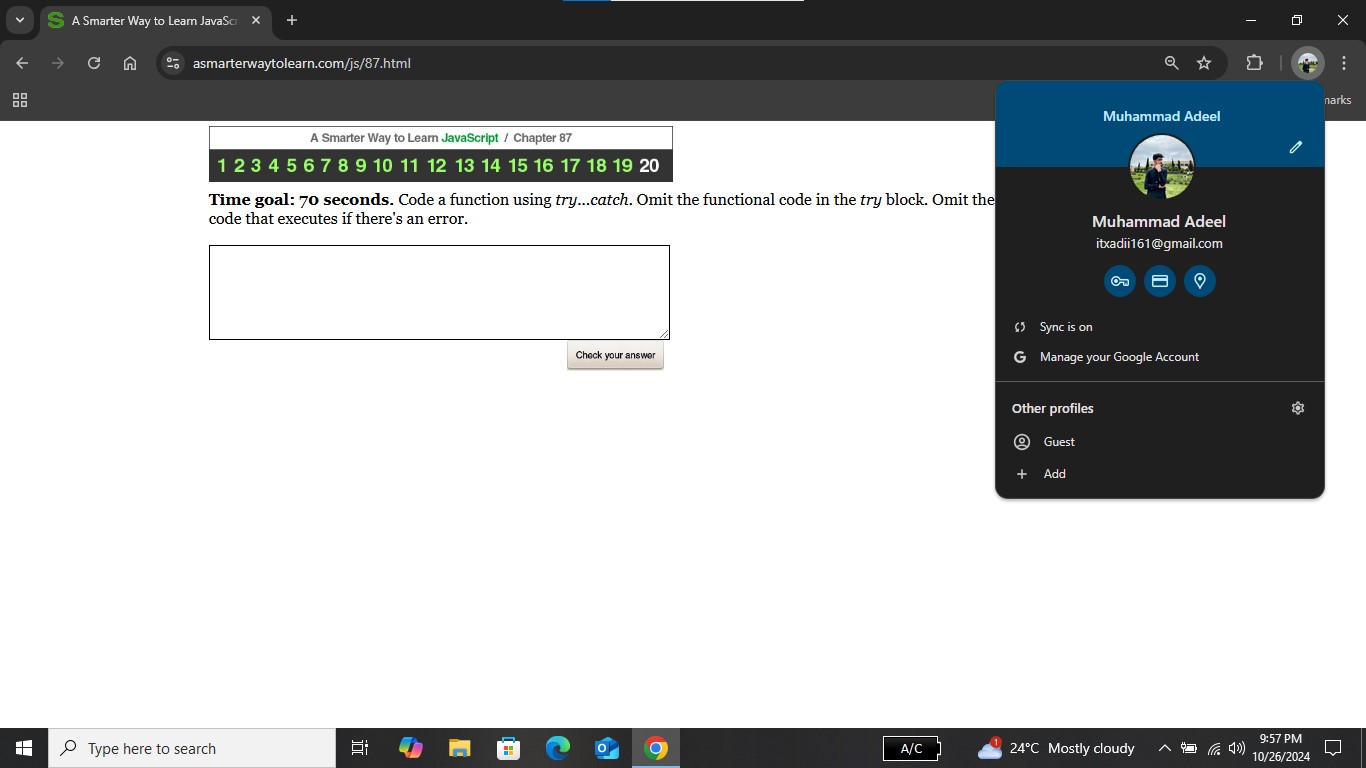 A Smarter Way to Learn JavaSc
asmarterwaytolearn.com/js/87.html
marks
A Smarter Way to Learn JavaScript / Chapter 87
1 2 3 4 5 6 7 8 9 10 11 12 13 14 15 16 17 18 19 20
Time goal: 70 seconds. Code a function using try...catch. Omit the functional code in the try block. Omit the
code that executes if there's an error.
Check your answer
Muhammad Adeel
Muhammad Adeel
itxadii161@gmail.com
Sync is on
Manage your Google Account
Other profiles
Guest
Add
Type here to search
A/C
1
24°C Mostly cloudy
9:57 PM
10/26/2024